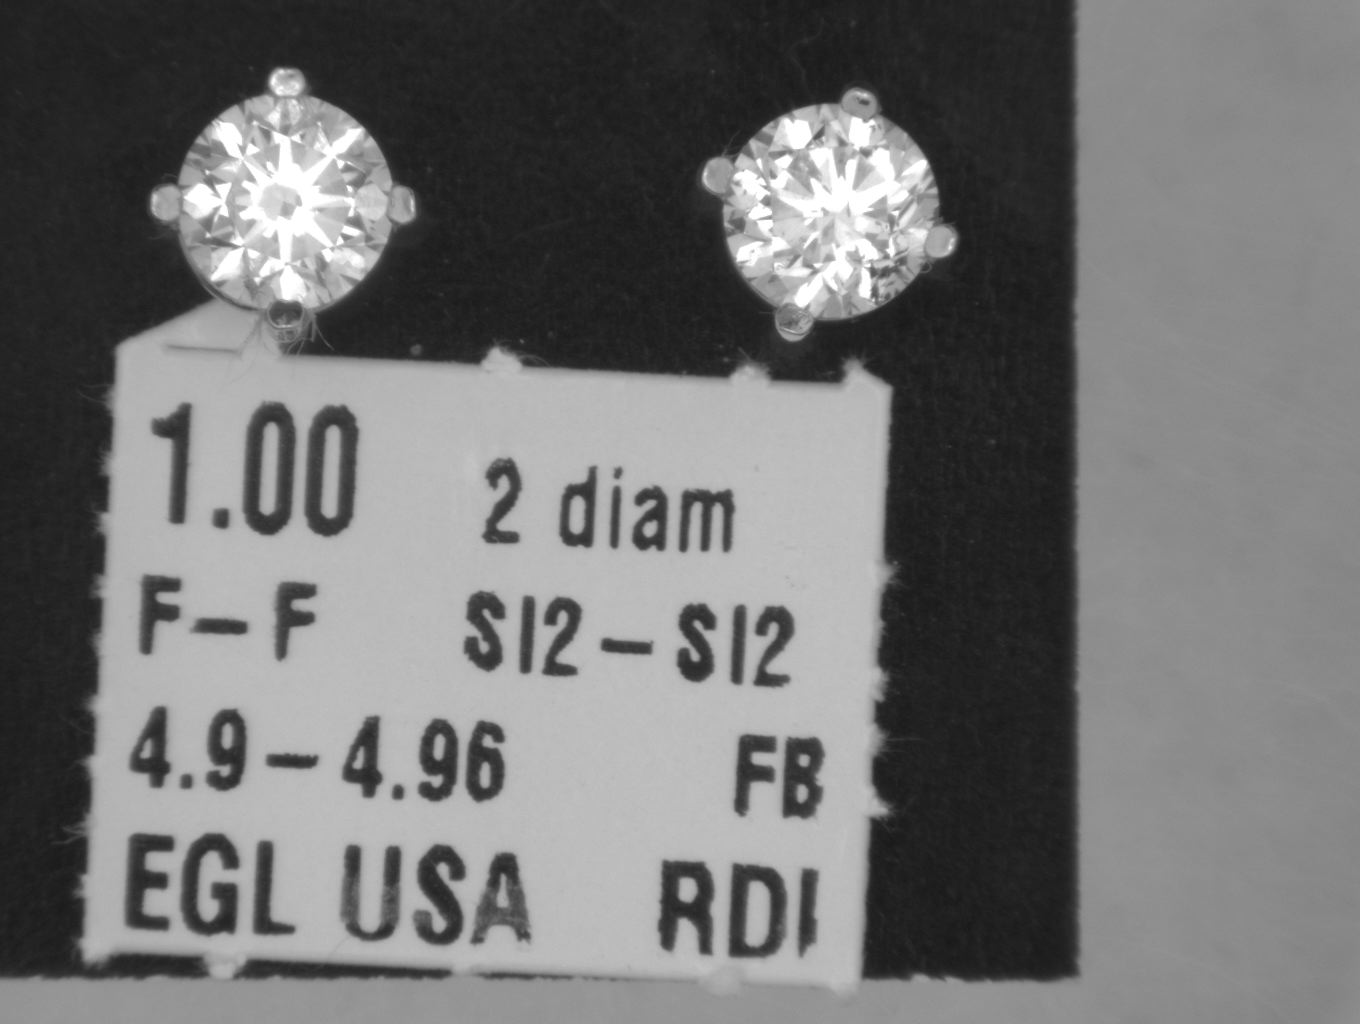 1.00 2 diam
F-F SI2-SI2
4.9-4.96 FB
EGL USA RDI